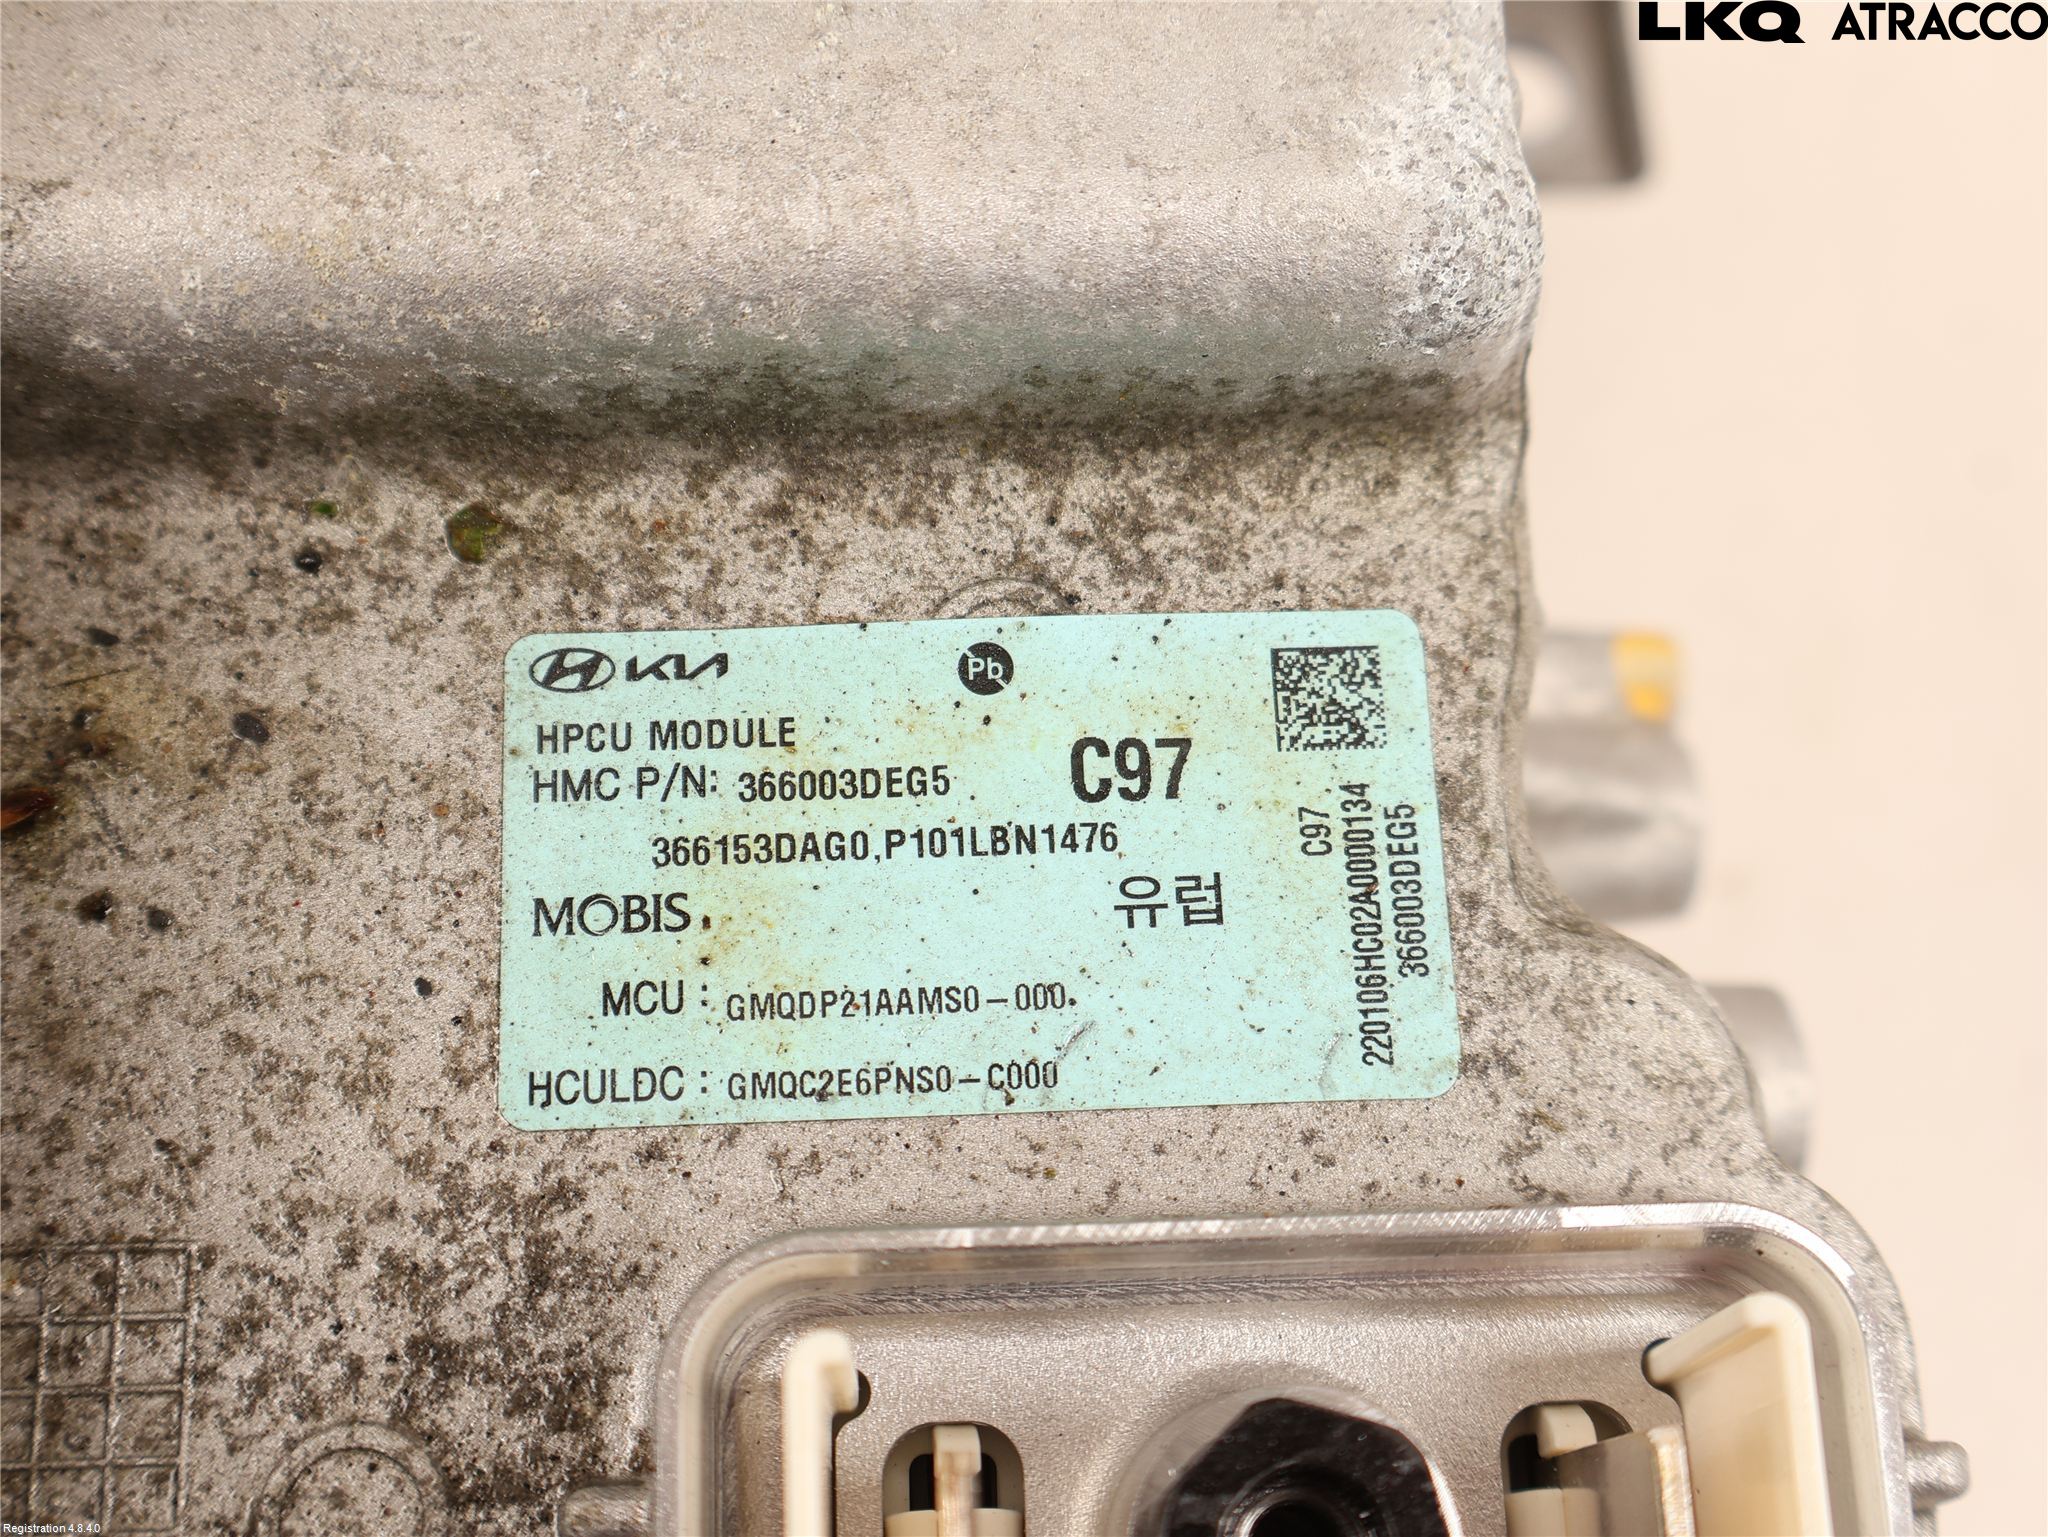 LKQ ATRACCO
HYUNDAI KIA
Pb
HPCU MODULE
HMC P/N: 366003DEG5
C97
366153DAG0,P101LBN1476
MOBIS
유럽
MCU : GMQDP21AAMS0-000
HCULDC : GMQC2E6PNS0-C000
C97
220106HC02A0000134
366003DEG5
Registration 4.8.4.0